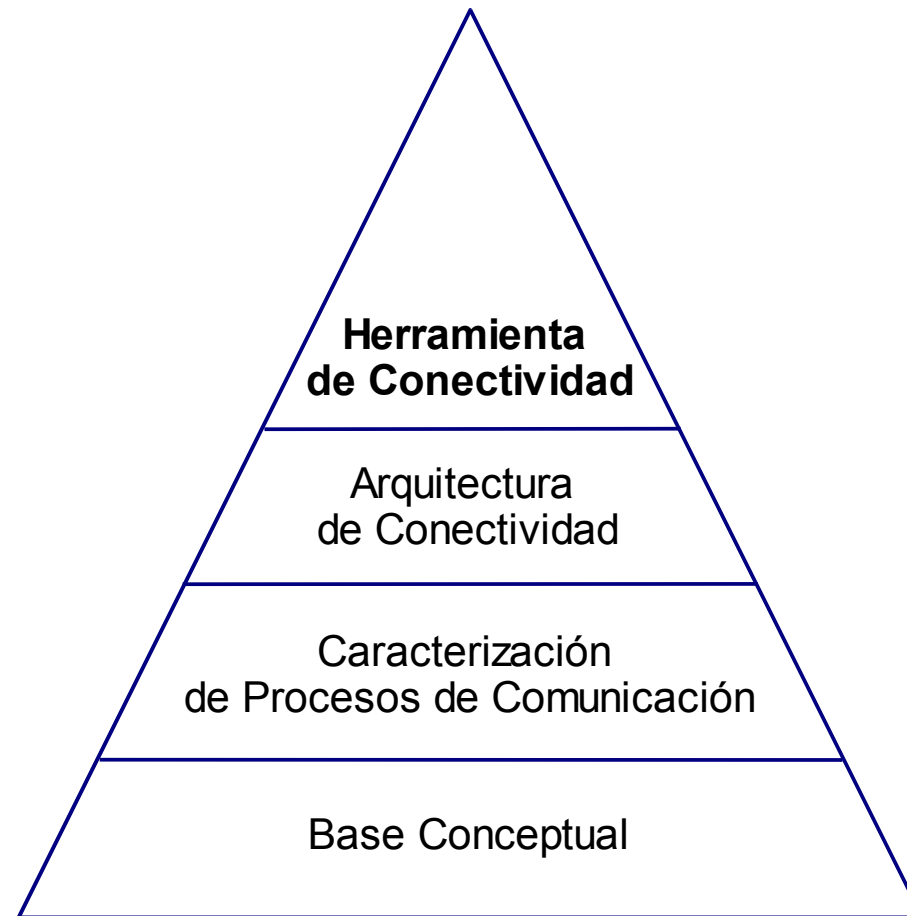 Herramienta
de Conectividad
Arquitectura
de Conectividad
Caracterización
de Procesos de Comunicación
Base Conceptual